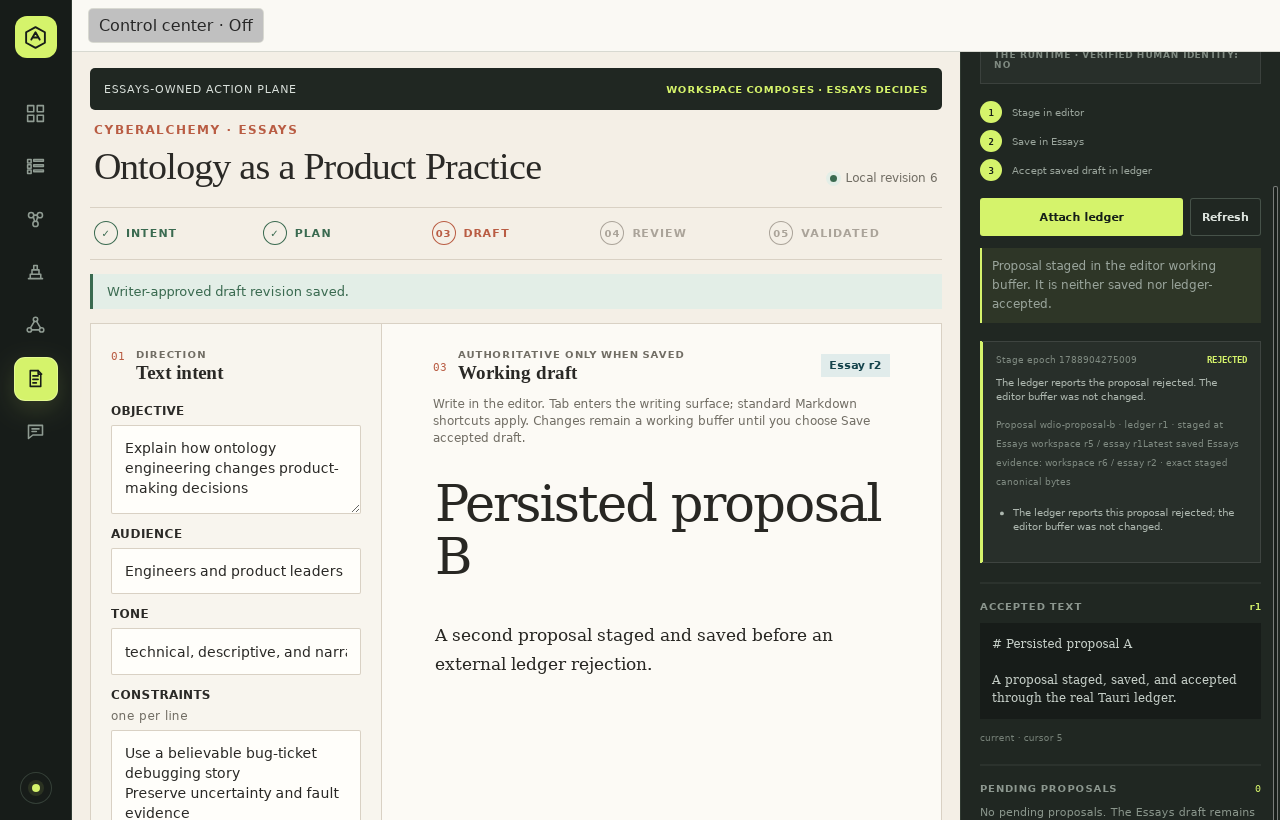 Control center · Off
ESSAYS-OWNED ACTION PLANE
WORKSPACE COMPOSES · ESSAYS DECIDES
CYBERALCHEMY · ESSAYS
Ontology as a Product Practice
Local revision 6
✓ INTENT
✓ PLAN
03 DRAFT
04 REVIEW
05 VALIDATED
Writer-approved draft revision saved.
01 DIRECTION
Text intent
OBJECTIVE
Explain how ontology
engineering changes product-
making decisions
AUDIENCE
Engineers and product leaders
TONE
technical, descriptive, and narra
CONSTRAINTS
one per line
Use a believable bug-ticket
debugging story
Preserve uncertainty and fault
evidence
03 AUTHORITATIVE ONLY WHEN SAVED
Working draft
Essay r2
Write in the editor. Tab enters the writing surface; standard Markdown
shortcuts apply. Changes remain a working buffer until you choose Save
accepted draft.
Persisted proposal
B
A second proposal staged and saved before an
external ledger rejection.
THE RUNTIME · VERIFIED HUMAN IDENTITY:
NO
1 Stage in editor
2 Save in Essays
3 Accept saved draft in ledger
Attach ledger
Refresh
Proposal staged in the editor working
buffer. It is neither saved nor ledger-
accepted.
Stage epoch 1788904275009
REJECTED
The ledger reports the proposal rejected. The
editor buffer was not changed.
Proposal wdio-proposal-b · ledger r1 · staged at
Essays workspace r5 / essay r1Latest saved Essays
evidence: workspace r6 / essay r2 · exact staged
canonical bytes
• The ledger reports this proposal rejected; the
editor buffer was not changed.
ACCEPTED TEXT
r1
# Persisted proposal A
A proposal staged, saved, and accepted
through the real Tauri ledger.
current · cursor 5
PENDING PROPOSALS
0
No pending proposals. The Essays draft remains